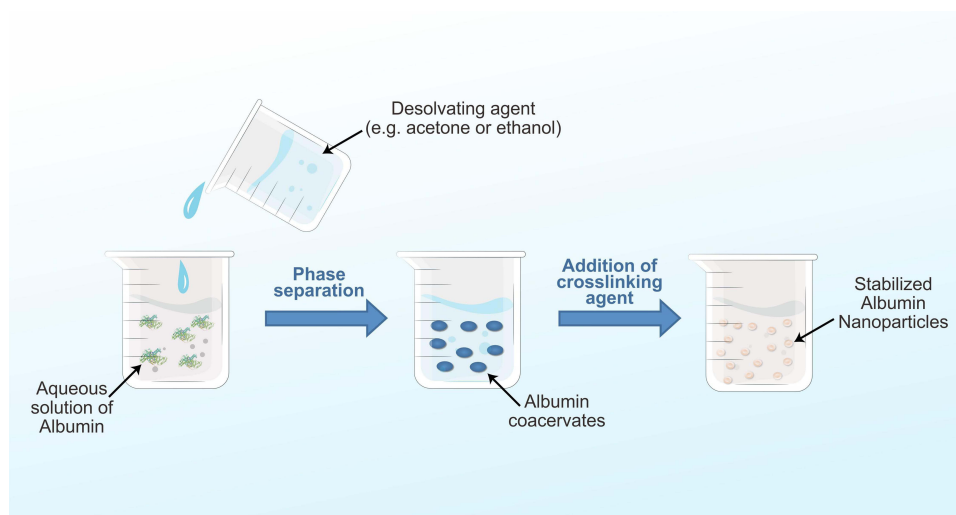 Desolvating agent
(e.g. acetone or ethanol)
Phase
separation
Addition of
crosslinking
agent
Stabilized
Albumin
Nanoparticles
Aqueous
solution of
Albumin
Albumin
coacervates